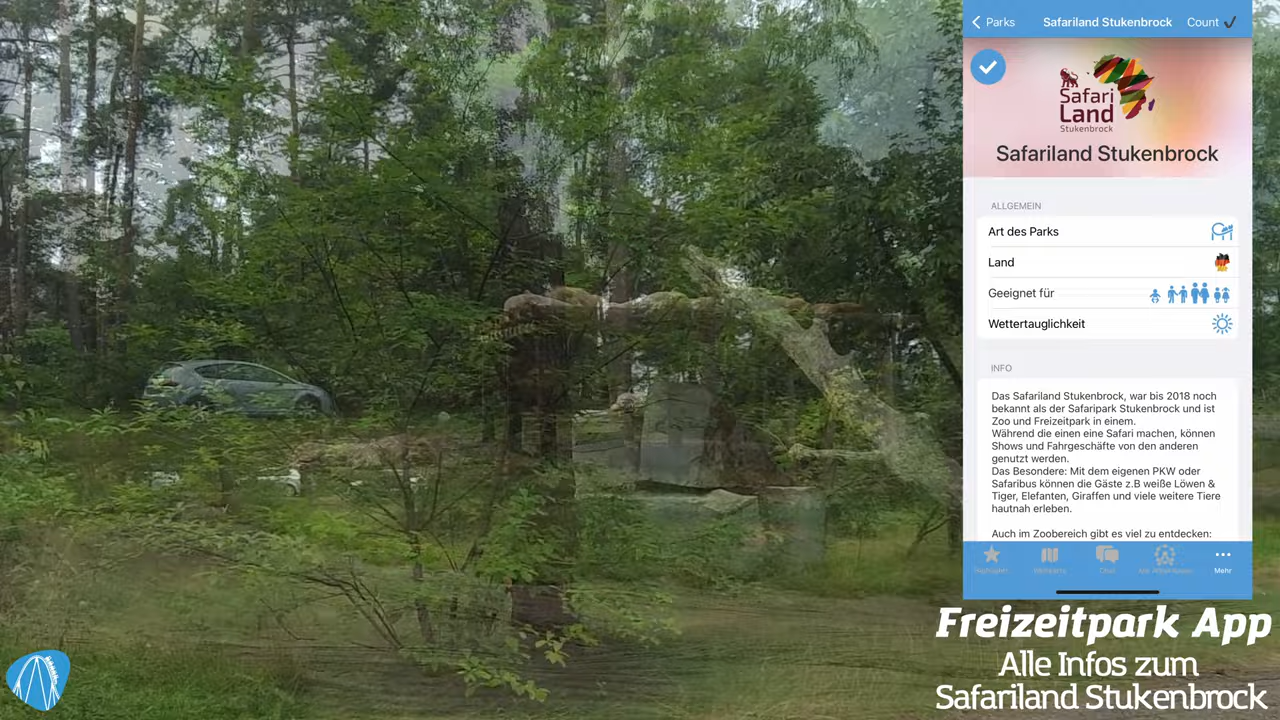 Parks
Safariland Stukenbrock
Count
Safari
Land
Stukenbrock
Safariland Stukenbrock
ALLGEMEIN
Art des Parks
Land
Geeignet für
Wettertauglichkeit
INFO
Das Safariland Stukenbrock, war bis 2018 noch
bekannt als der Safaripark Stukenbrock und ist
Zoo und Freizeitpark in einem.
Während die einen eine Safari machen, können
Shows und Fahrgeschäfte von den anderen
genutzt werden.
Das Besondere: Mit dem eigenen PKW oder
Safaribus können die Gäste z.B weiße Löwen &
Tiger, Elefanten, Giraffen und viele weitere Tiere
hautnah erleben.
Auch im Zoobereich gibt es viel zu entdecken:
Mehr
Freizeitpark App
Alle Infos zum
Safariland Stukenbrock